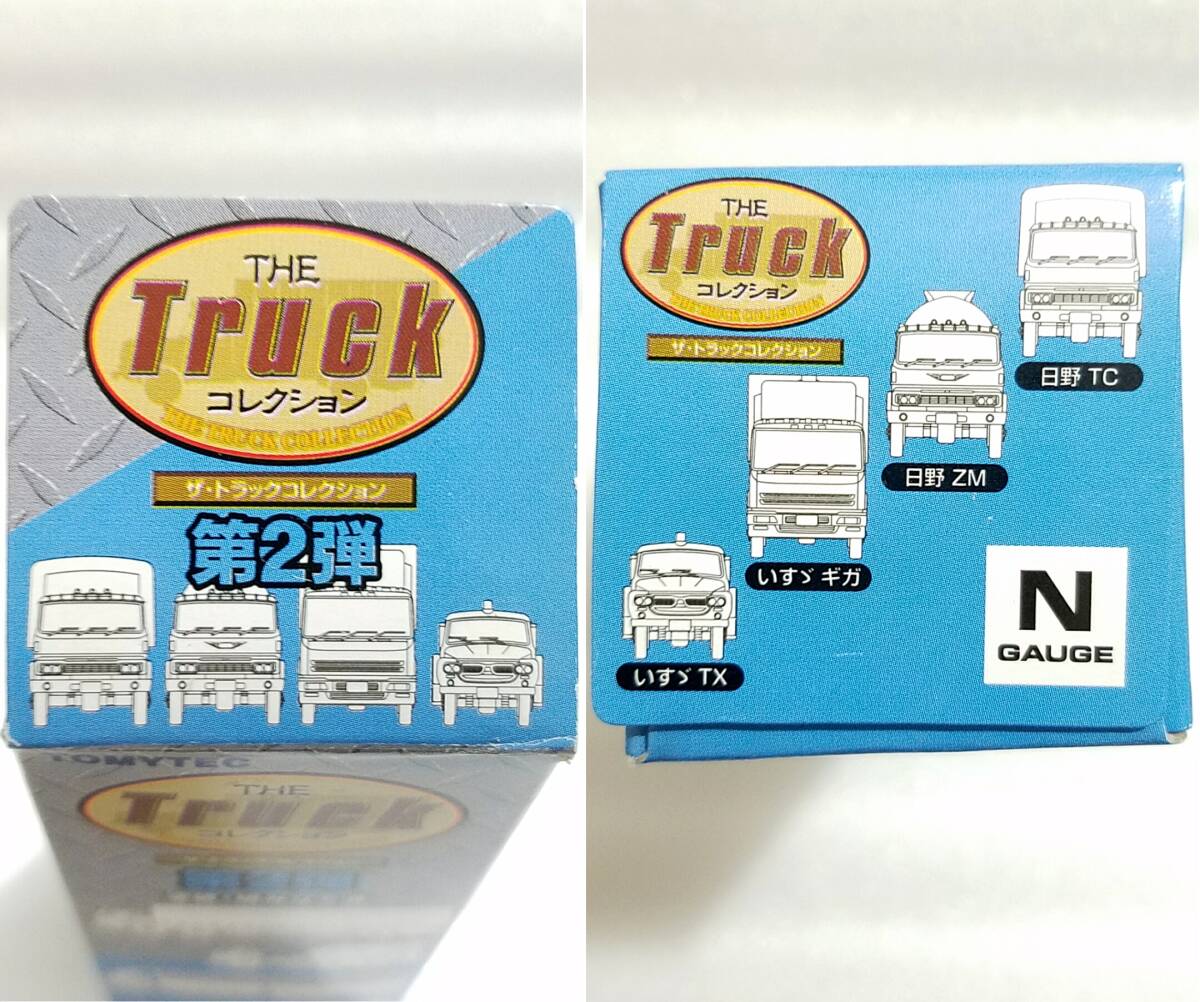 THE
Truck
コレクション
THE TRUCK COLLECTION
ザ・トラックコレクション
第2弾
TOMYTEC
THE
Truck
コレクション
THE
Truck
コレクション
THE TRUCK COLLECTION
ザ・トラックコレクション
日野 TC
日野 ZM
いすゞ ギガ
いすゞ TX
N
GAUGE